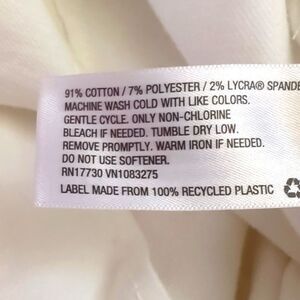 91% COTTON / 7% POLYESTER / 2% LYCRA® SPANDE
MACHINE WASH COLD WITH LIKE COLORS.
GENTLE CYCLE. ONLY NON-CHLORINE
BLEACH IF NEEDED. TUMBLE DRY LOW.
REMOVE PROMPTLY. WARM IRON IF NEEDED.
DO NOT USE SOFTENER.
RN17730 VN1083275
LABEL MADE FROM 100% RECYCLED PLASTIC